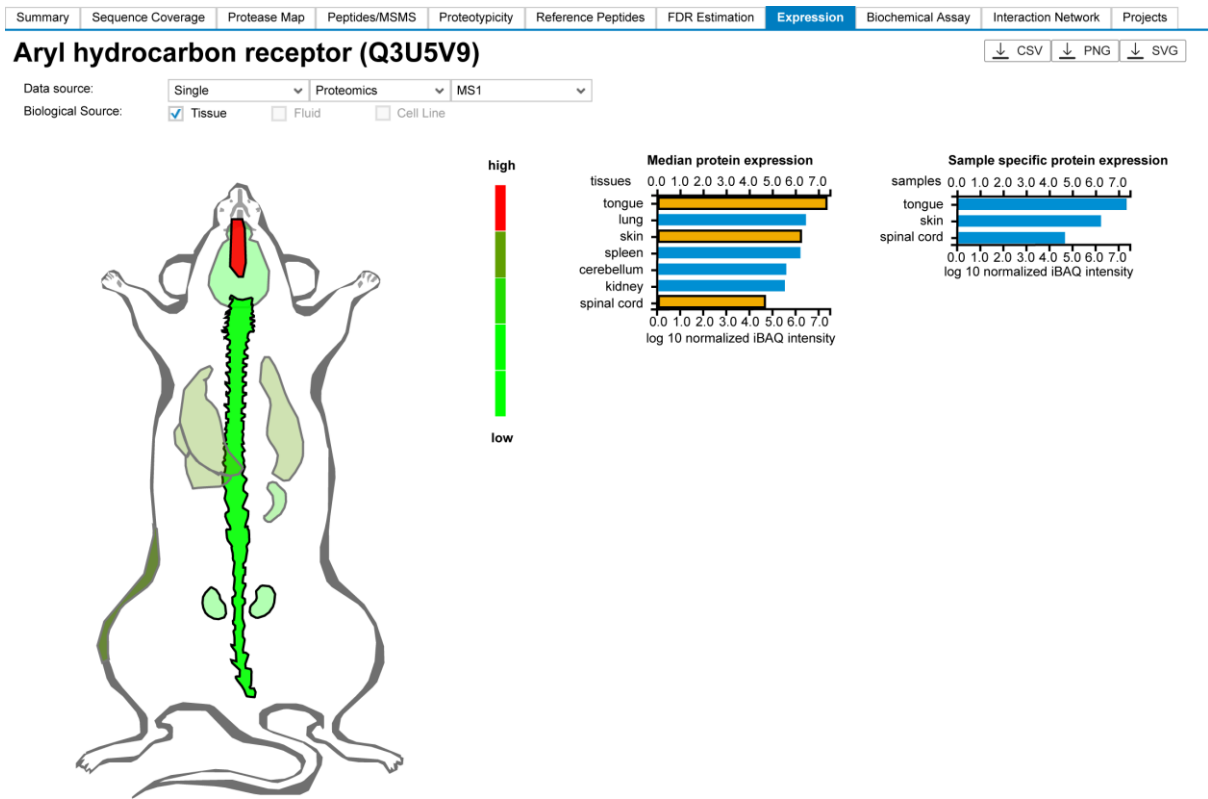 Summary Sequence Coverage Protease Map Peptides/MSMS Proteotypicity Reference Peptides FDR Estimation Expression Biochemical Assay Interaction Network Projects
Aryl hydrocarbon receptor (Q3U5V9)
CSV PNG SVG
Data source: Single Proteomics MS1
Biological Source: Tissue Fluid Cell Line
high
low
Median protein expression
tissues 0.0 1.0 2.0 3.0 4.0 5.0 6.0 7.0
tongue
lung
skin
spleen
cerebellum
kidney
spinal cord
0.0 1.0 2.0 3.0 4.0 5.0 6.0 7.0
log 10 normalized iBAQ intensity
Sample specific protein expression
samples 0.0 1.0 2.0 3.0 4.0 5.0 6.0 7.0
tongue
skin
spinal cord
0.0 1.0 2.0 3.0 4.0 5.0 6.0 7.0
log 10 normalized iBAQ intensity